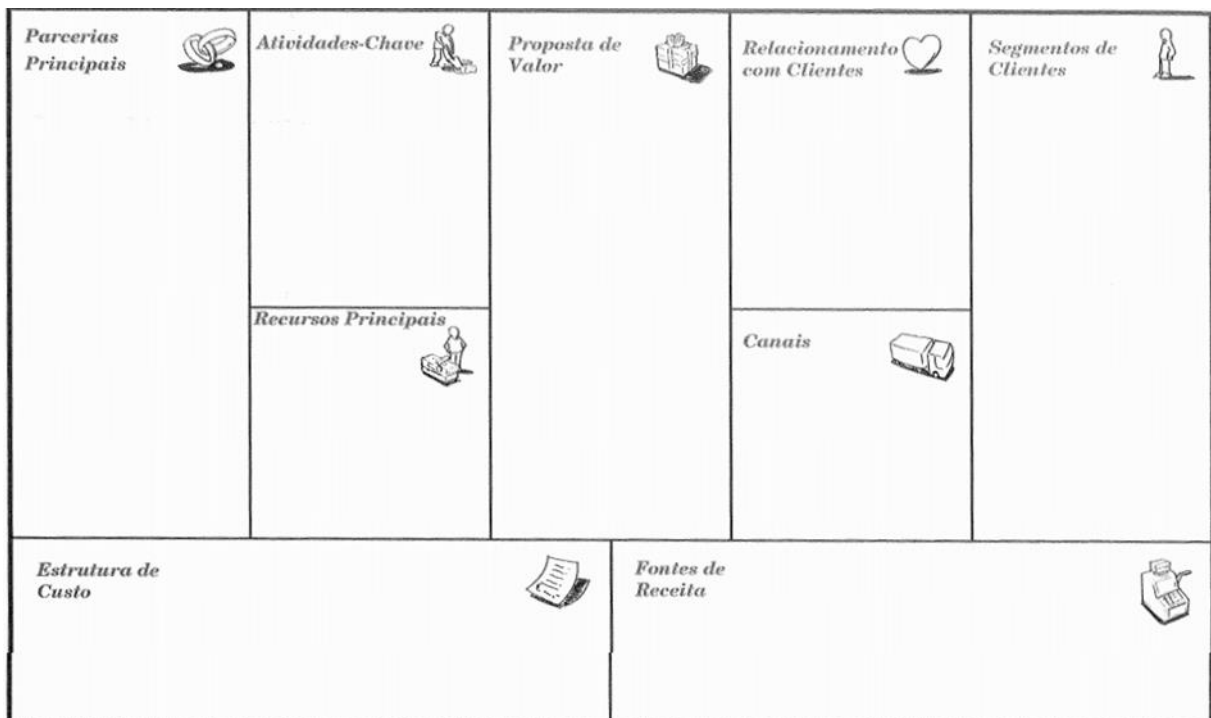 Parcerias
Principais
Atividades-Chave
Proposta de
Valor
Relacionamento
com Clientes
Segmentos de
Clientes
Recursos Principais
Canais
Estrutura de
Custo
Fontes de
Receita